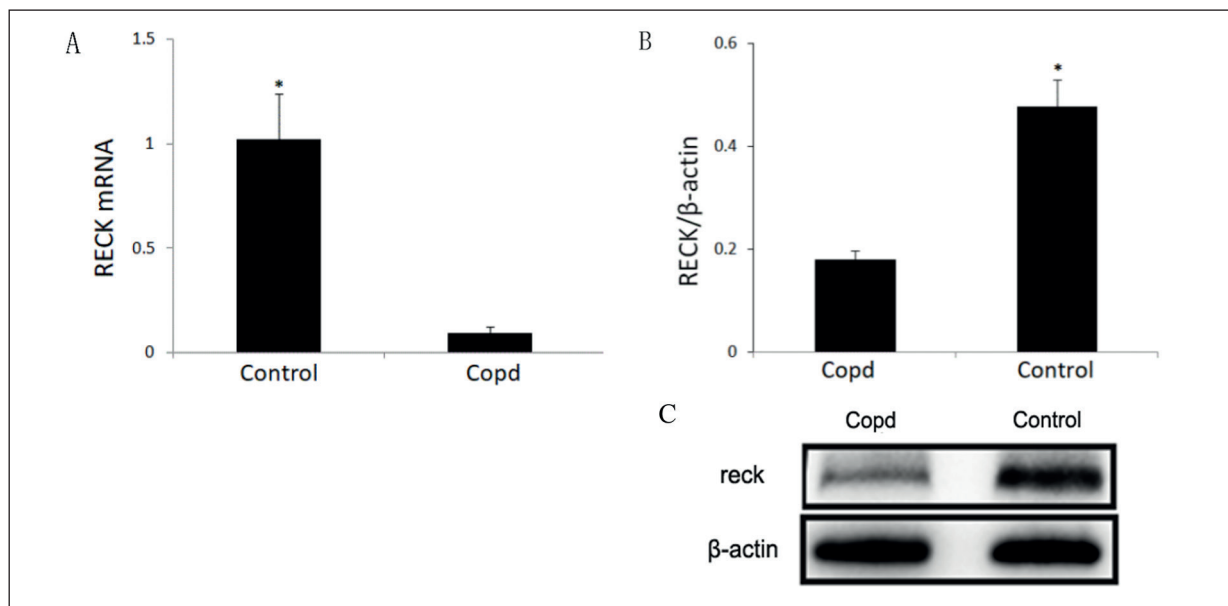 A
RECK mRNA
1.5
1
0.5
0
*
Control Copd
B
RECK/β-actin
0.6
0.4
0.2
0
*
Copd Control
C
Copd Control
reck
β-actin